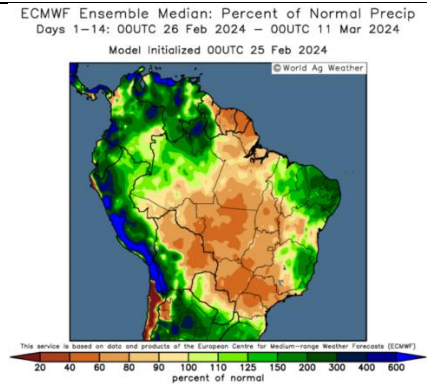 ECMWF Ensemble Median: Percent of Normal Precip
Days 1–14: 00UTC 26 Feb 2024 – 00UTC 11 Mar 2024
Model Initialized 00UTC 25 Feb 2024
© World Ag Weather
This service is based on data and products of the European Centre for Medium-range Weather Forecasts (ECMWF)
20 40 60 80 90 100 110 125 150 200 300 400 600
percent of normal